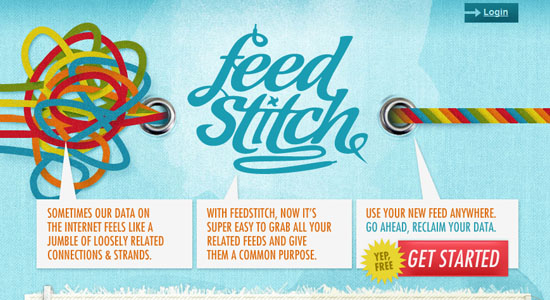 Login
feed
Stitch
SOMETIMES OUR DATA ON
THE INTERNET FEELS LIKE A
JUMBLE OF LOOSELY RELATED
CONNECTIONS & STRANDS.
WITH FEEDSTITCH, NOW IT'S
SUPER EASY TO GRAB ALL YOUR
RELATED FEEDS AND GIVE
THEM A COMMON PURPOSE.
USE YOUR NEW FEED ANYWHERE.
GO AHEAD, RECLAIM YOUR DATA.
YEP,
FREE
GET STARTED